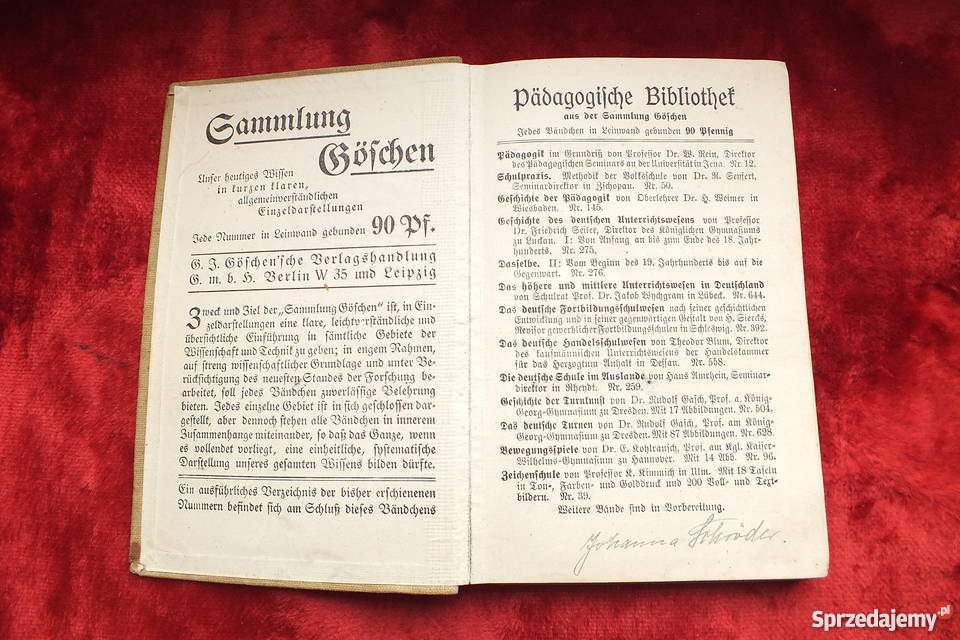 Sammlung
Göschen
Unser heutiges Wissen
in kurzen klaren,
allgemeinverständlichen
Einzeldarstellungen
Jede Nummer in Leinwand gebunden 90 Pf.
G. J. Göschen'sche Verlagshandlung
G. m. b. H. Berlin W 35 und Leipzig
Zweck und Ziel der „Sammlung Göschen“ ist, in Ein-
zeldarstellungen eine klare, leichtverständliche und
übersichtliche Einführung in sämtliche Gebiete der
Wissenschaft und Technik zu geben; in engem Rahmen,
auf streng wissenschaftlicher Grundlage und unter Be-
rücksichtigung des neuesten Standes der Forschung be-
arbeitet, soll jedes Bändchen zuverlässige Belehrung
bieten. Jedes einzelne Gebiet ist in sich geschlossen dar-
gestellt, aber dennoch stehen alle Bändchen in innerem
Zusammenhange miteinander, so daß das Ganze, wenn
es vollendet vorliegt, eine einheitliche, systematische
Darstellung unseres gesamten Wissens bilden dürfte.
Ein ausführliches Verzeichnis der bisher erschienenen
Nummern befindet sich am Schluß dieses Bändchens
Pädagogische Bibliothek
aus der Sammlung Göschen
Jedes Bändchen in Leinwand gebunden 90 Pfennig
Pädagogik im Grundriß von Professor Dr. W. Rein, Direktor
des Pädagogischen Seminars an der Universität in Jena. Nr. 12.
Schulpraxis. Methodik der Volksschule von Dr. R. Seyfert,
Seminardirektor in Zschopau. Nr. 50.
Geschichte der Pädagogik von Oberlehrer Dr. H. Weimer in
Wiesbaden. Nr. 145.
Geschichte des deutschen Unterrichtswesens von Professor
Dr. Friedrich Seiler, Direktor des Königlichen Gymnasiums
zu Luckau. I: Von Anfang an bis zum Ende des 18. Jahr-
hunderts. Nr. 275.
Dasselbe. II: Vom Beginn des 19. Jahrhunderts bis auf die
Gegenwart. Nr. 276.
Das höhere und mittlere Unterrichtswesen in Deutschland
von Schulrat Prof. Dr. Jakob Wychgram in Lübeck. Nr. 644.
Das deutsche Fortbildungsschulwesen nach seiner geschichtlichen
Entwicklung und in seiner gegenwärtigen Gestalt von H. Siercks,
Revisor gewerblicher Fortbildungsschulen in Schleswig. Nr. 392.
Das deutsche Handelsschulwesen von Theodor Blum, Direktor
des kaufmännischen Unterrichtswesens der Handelskammer
für das Herzogtum Anhalt in Dessau. Nr. 558.
Die deutsche Schule im Auslande von Hans Amrhein, Seminar-
direktor in Rheydt. Nr. 259.
Geschichte der Turnkunst von Dr. Rudolf Gasch, Prof. a. König-
Georg-Gymnasium zu Dresden. Mit 17 Abbildungen. Nr. 504.
Das deutsche Turnen von Dr. Rudolf Gasch, Prof. am König-
Georg-Gymnasium zu Dresden. Mit 87 Abbildungen. Nr. 628.
Bewegungsspiele von Dr. E. Kohlrausch, Prof. am Kgl. Kaiser-
Wilhelms-Gymnasium zu Hannover. Mit 14 Abb. Nr. 96.
Zeichenschule von Professor K. Kimmich in Ulm. Mit 18 Tafeln
in Ton-, Farben- und Golddruck und 200 Voll- und Text-
bildern. Nr. 39.
Weitere Bände sind in Vorbereitung.
Johanna Schröder.
Sprzedajemy.pl